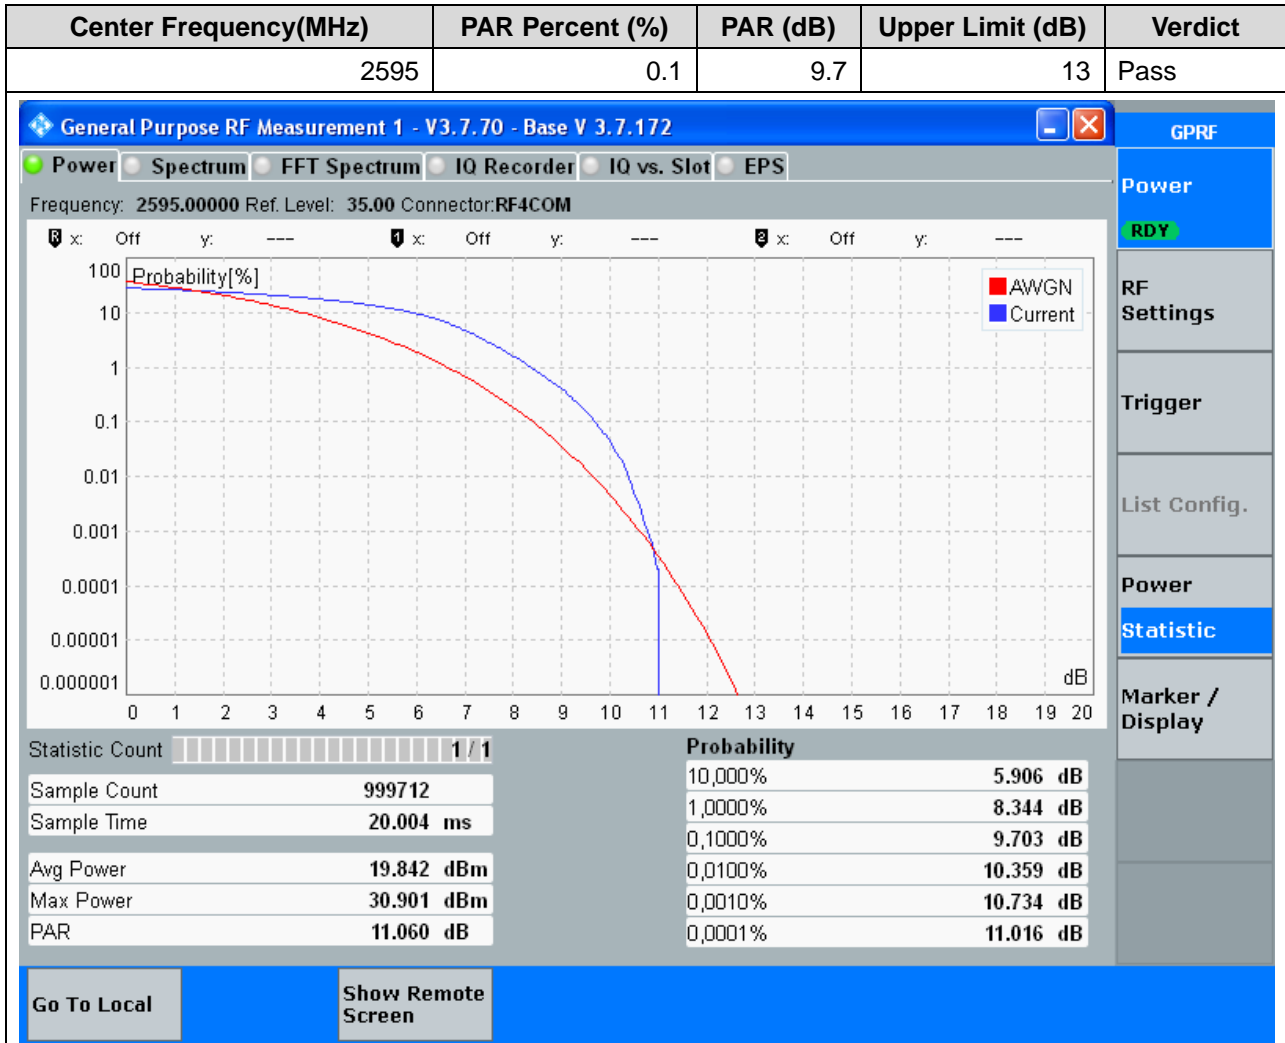 Center Frequency(MHz) PAR Percent (%) PAR (dB) Upper Limit (dB) Verdict
2595 0.1 9.7 13 Pass
General Purpose RF Measurement 1 - V3.7.70 - Base V 3.7.172
GPRF
Power Spectrum FFT Spectrum IQ Recorder IQ vs. Slot EPS
Frequency: 2595.00000 Ref. Level: 35.00 Connector:RF4COM
R x: Off y: --- 1 x: Off y: --- 2 x: Off y: ---
Probability[%]
100
10
1
0.1
0.01
0.001
0.0001
0.00001
0.000001
AWGN
Current
dB
0 1 2 3 4 5 6 7 8 9 10 11 12 13 14 15 16 17 18 19 20
Statistic Count 1 / 1
Sample Count 999712
Sample Time 20.004 ms
Avg Power 19.842 dBm
Max Power 30.901 dBm
PAR 11.060 dB
Probability
10,000% 5.906 dB
1,0000% 8.344 dB
0,1000% 9.703 dB
0,0100% 10.359 dB
0,0010% 10.734 dB
0,0001% 11.016 dB
Power
RDY
RF
Settings
Trigger
List Config.
Power
Statistic
Marker /
Display
Go To Local
Show Remote
Screen